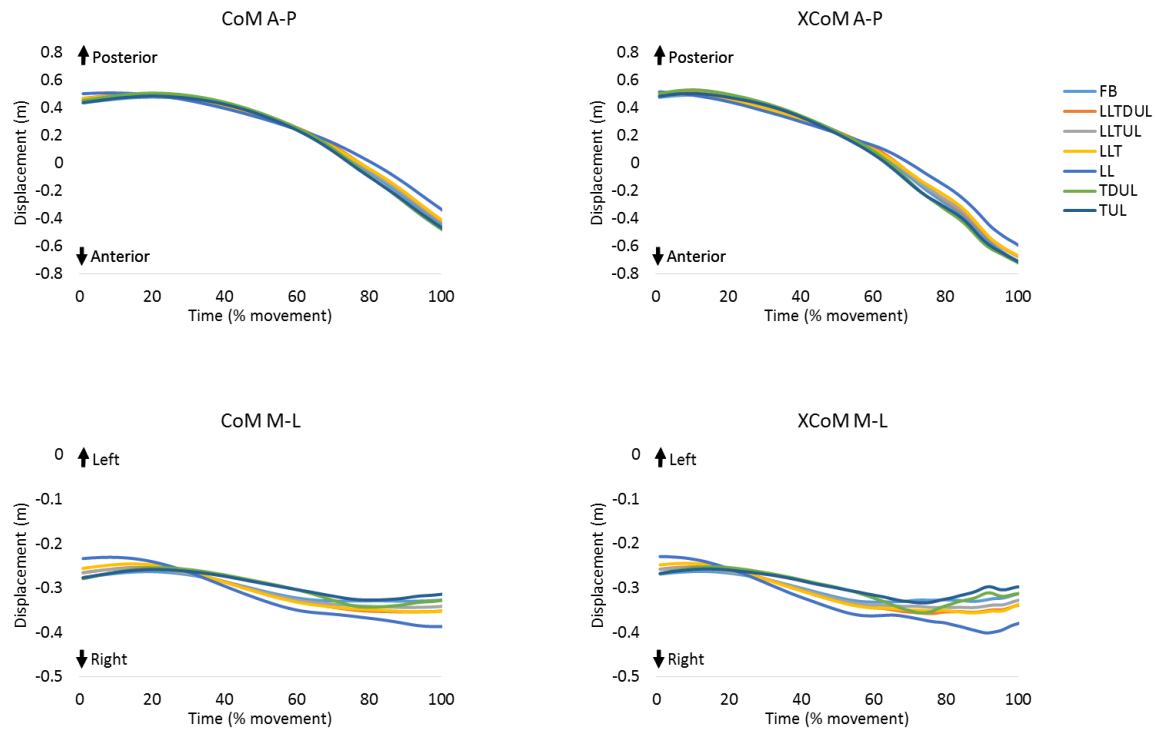 CoM A-P
Displacement (m)
0.8
0.6
0.4
0.2
0
-0.2
-0.4
-0.6
-0.8
Posterior
Anterior
0 20 40 60 80 100
Time (% movement)
XCoM A-P
Displacement (m)
0.8
0.6
0.4
0.2
0
-0.2
-0.4
-0.6
-0.8
Posterior
Anterior
0 20 40 60 80 100
Time (% movement)
FB
LLTDUL
LLTUL
LLT
LL
TDUL
TUL
CoM M-L
Displacement (m)
0
-0.1
-0.2
-0.3
-0.4
-0.5
Left
Right
0 20 40 60 80 100
Time (% movement)
XCoM M-L
Displacement (m)
0
-0.1
-0.2
-0.3
-0.4
-0.5
Left
Right
0 20 40 60 80 100
Time (% movement)